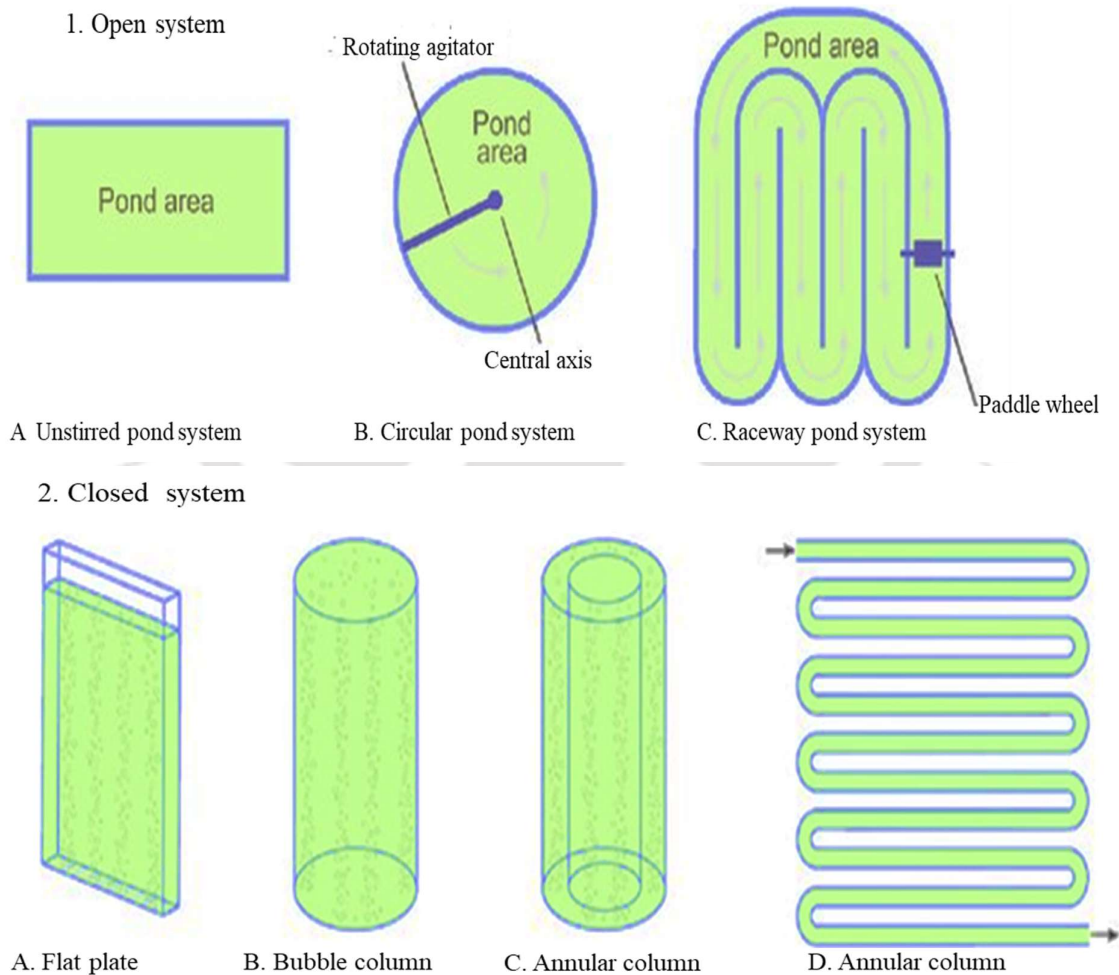 1. Open system
Rotating agitator
Pond area
Pond
area
Pond area
Central axis
Paddle wheel
A Unstirred pond system
B. Circular pond system
C. Raceway pond system
2. Closed system
A. Flat plate
B. Bubble column
C. Annular column
D. Annular column